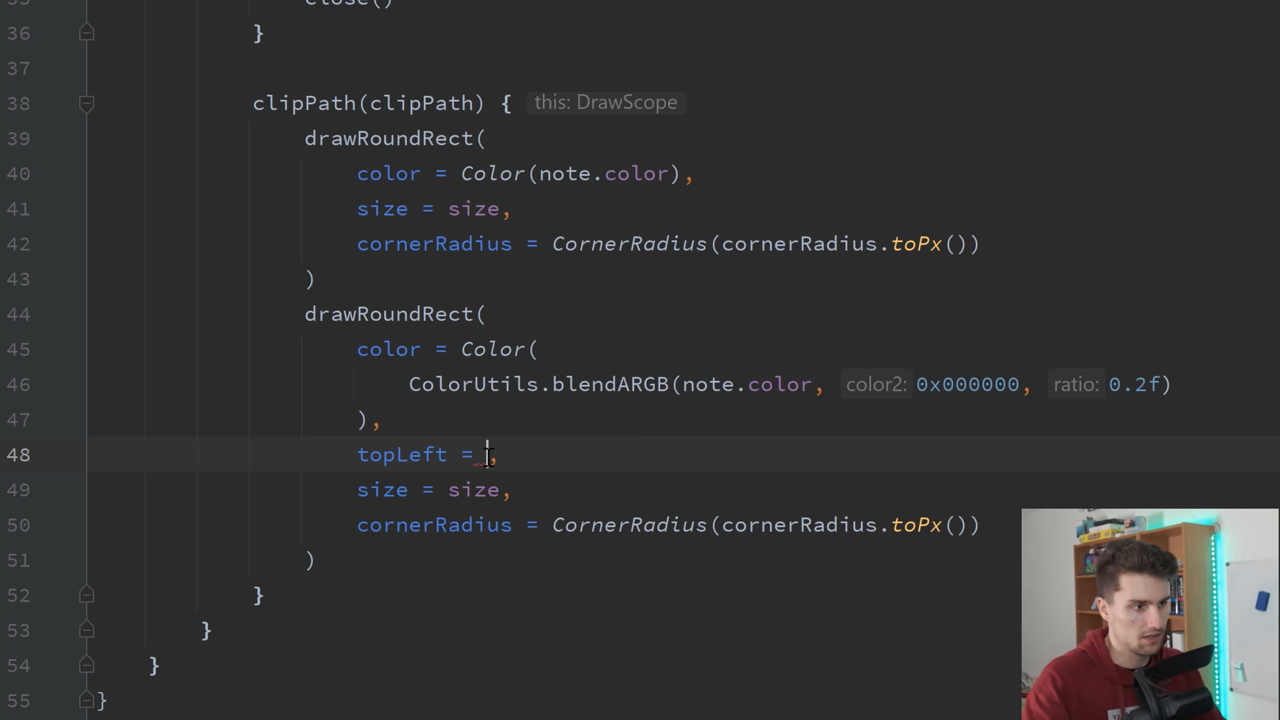 35 close()
36 }
37
38 clipPath(clipPath) { this: DrawScope
39 drawRoundRect(
40 color = Color(note.color),
41 size = size,
42 cornerRadius = CornerRadius(cornerRadius.toPx())
43 )
44 drawRoundRect(
45 color = Color(
46 ColorUtils.blendARGB(note.color, color2: 0x000000, ratio: 0.2f)
47 ),
48 topLeft = ,
49 size = size,
50 cornerRadius = CornerRadius(cornerRadius.toPx())
51 )
52 }
53 }
54 }
55 }